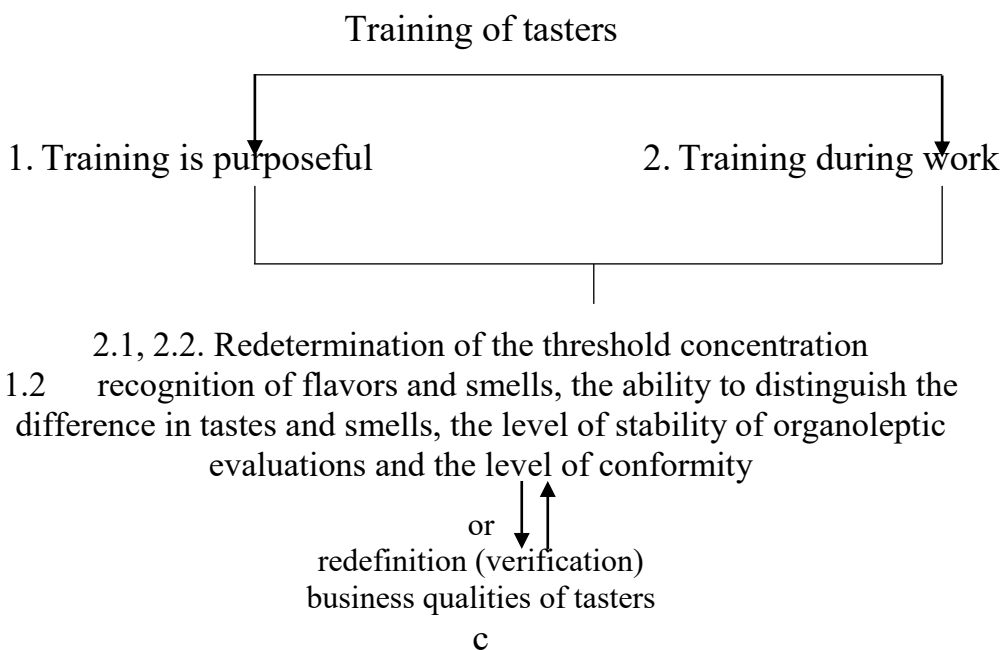 Training of tasters
1. Training is purposeful
2. Training during work
2.1, 2.2. Redetermination of the threshold concentration
1.2 recognition of flavors and smells, the ability to distinguish the
difference in tastes and smells, the level of stability of organoleptic
evaluations and the level of conformity
or
redefinition (verification)
business qualities of tasters
c